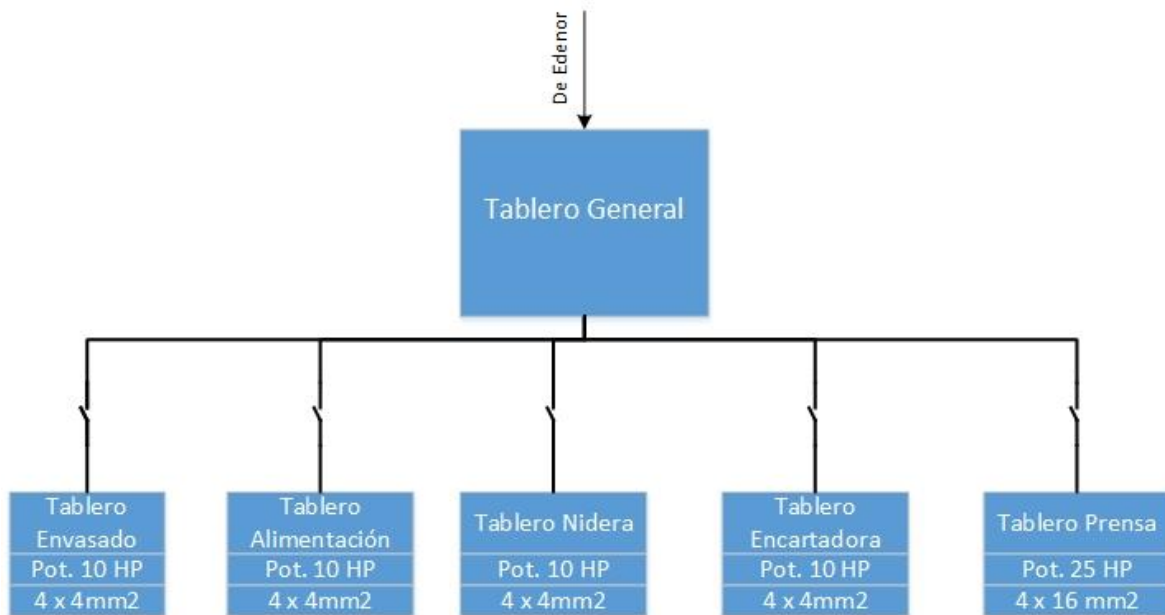 De Edenor
Tablero General
Tablero
Envasado
Pot. 10 HP
4 x 4mm2
Tablero
Alimentación
Pot. 10 HP
4 x 4mm2
Tablero Nidera
Pot. 10 HP
4 x 4mm2
Tablero
Encartadora
Pot. 10 HP
4 x 4mm2
Tablero Prensa
Pot. 25 HP
4 x 16 mm2